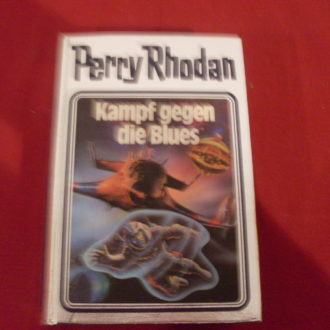 Perry Rhodan
Kampf gegen
die Blues